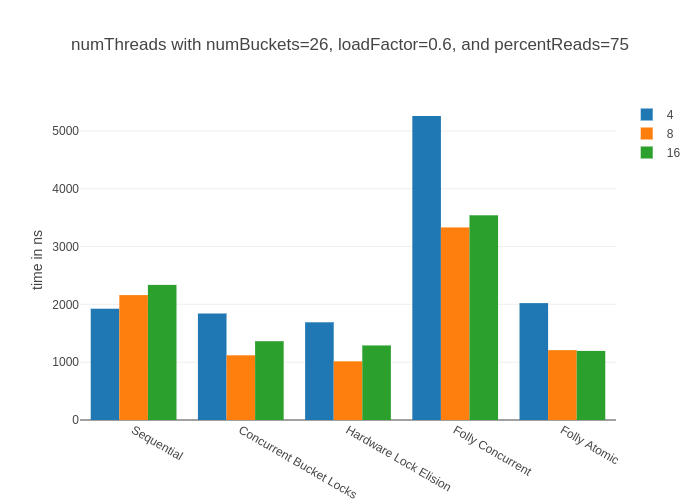 numThreads with numBuckets=26, loadFactor=0.6, and percentReads=75
4
8
16
time in ns
5000
4000
3000
2000
1000
0
Sequential
Concurrent Bucket Locks
Hardware Lock Elision
Folly Concurrent
Folly Atomic